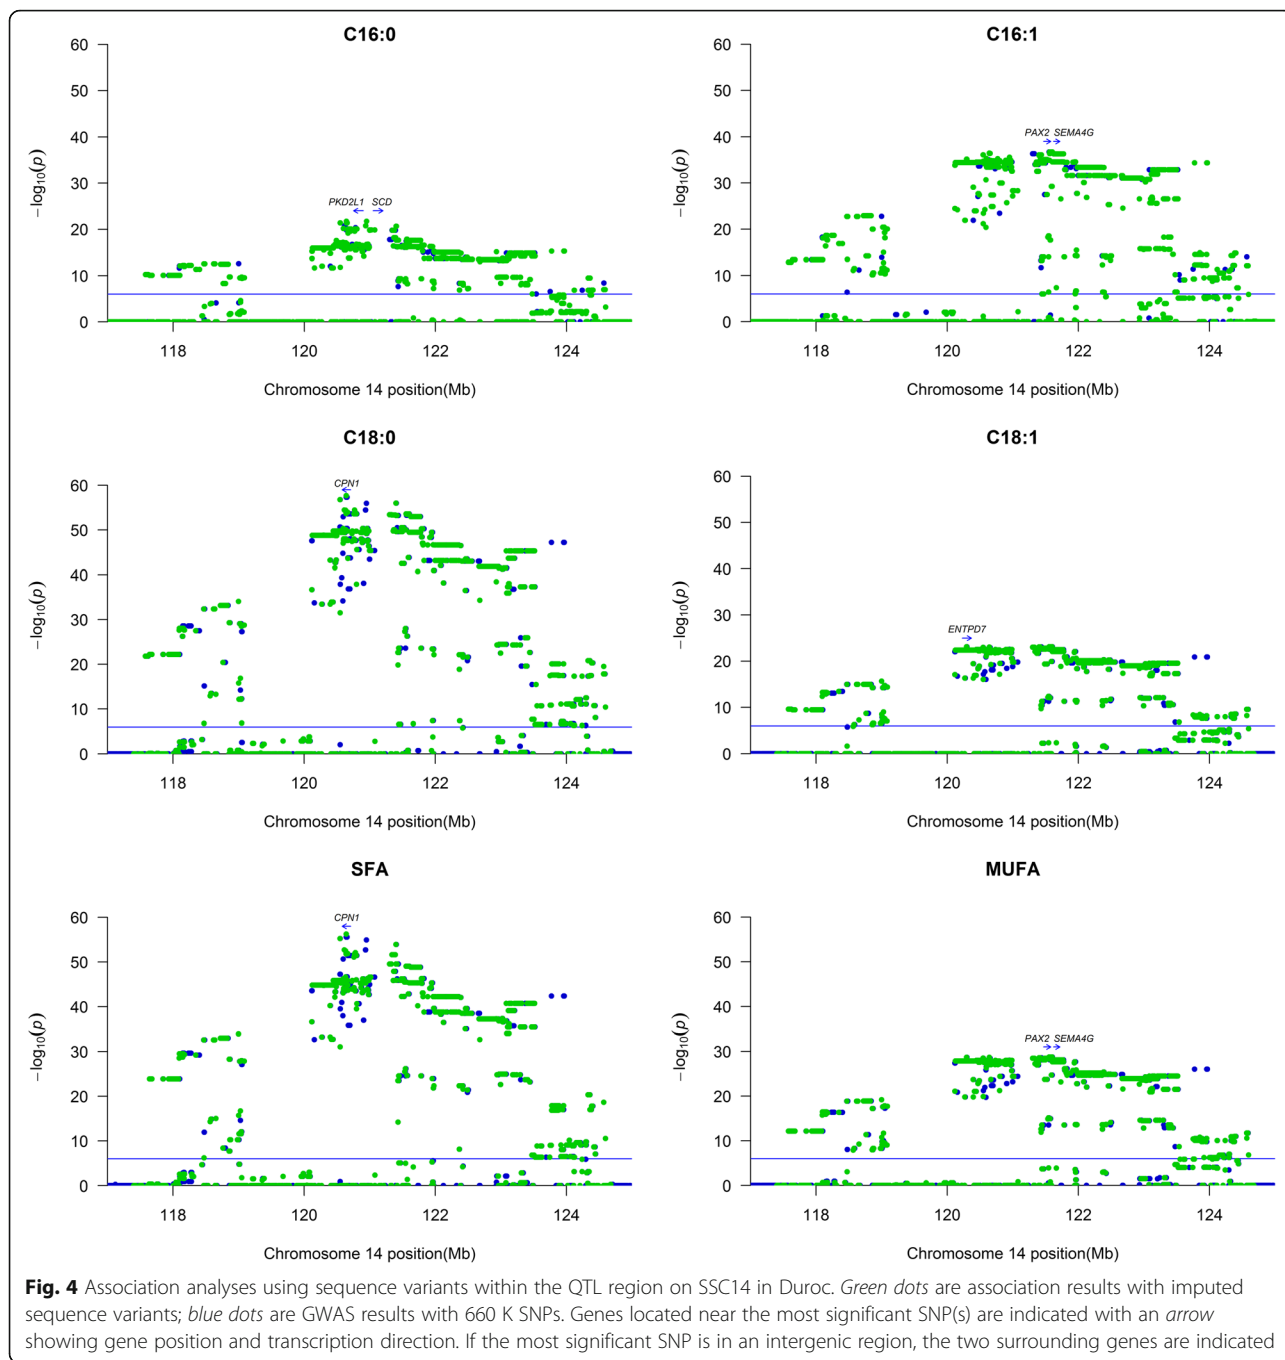 C16:0
60
50
40
30
20
10
0
−log10(p)
PKD2L1 SCD
118 120 122 124
Chromosome 14 position(Mb)
C16:1
60
50
40
30
20
10
0
−log10(p)
PAX2 SEMA4G
118 120 122 124
Chromosome 14 position(Mb)
C18:0
60
50
40
30
20
10
0
−log10(p)
CPN1
118 120 122 124
Chromosome 14 position(Mb)
C18:1
60
50
40
30
20
10
0
−log10(p)
ENTPD7
118 120 122 124
Chromosome 14 position(Mb)
SFA
60
50
40
30
20
10
0
−log10(p)
CPN1
118 120 122 124
Chromosome 14 position(Mb)
MUFA
60
50
40
30
20
10
0
−log10(p)
PAX2 SEMA4G
118 120 122 124
Chromosome 14 position(Mb)
Fig. 4 Association analyses using sequence variants within the QTL region on SSC14 in Duroc. Green dots are association results with imputed
sequence variants; blue dots are GWAS results with 660 K SNPs. Genes located near the most significant SNP(s) are indicated with an arrow
showing gene position and transcription direction. If the most significant SNP is in an intergenic region, the two surrounding genes are indicated